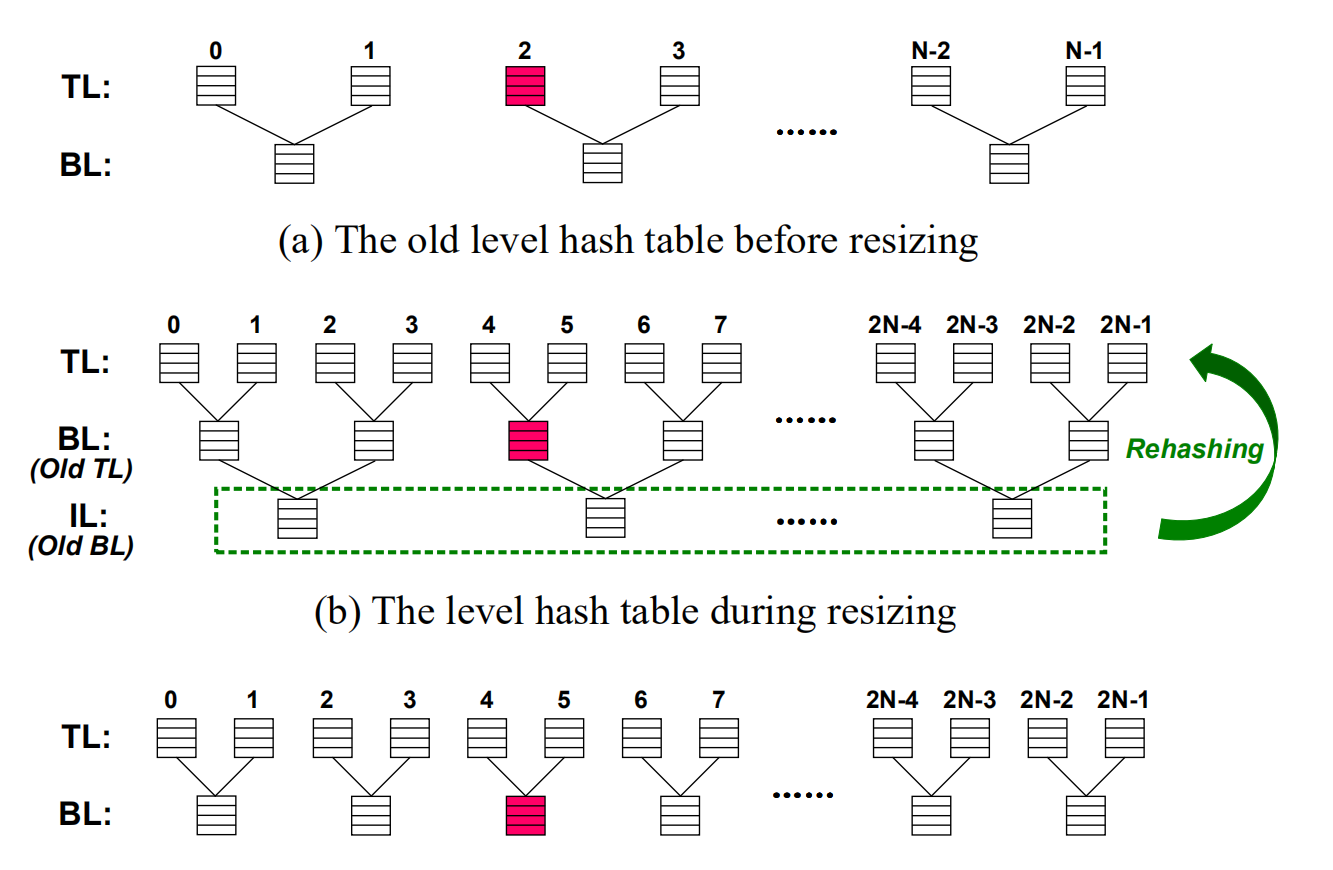 0 1 2 3 N-2 N-1
TL:
......
BL:
(a) The old level hash table before resizing
0 1 2 3 4 5 6 7 2N-4 2N-3 2N-2 2N-1
TL:
......
BL:
(Old TL)
Rehashing
IL:
(Old BL)
......
(b) The level hash table during resizing
0 1 2 3 4 5 6 7 2N-4 2N-3 2N-2 2N-1
TL:
......
BL: